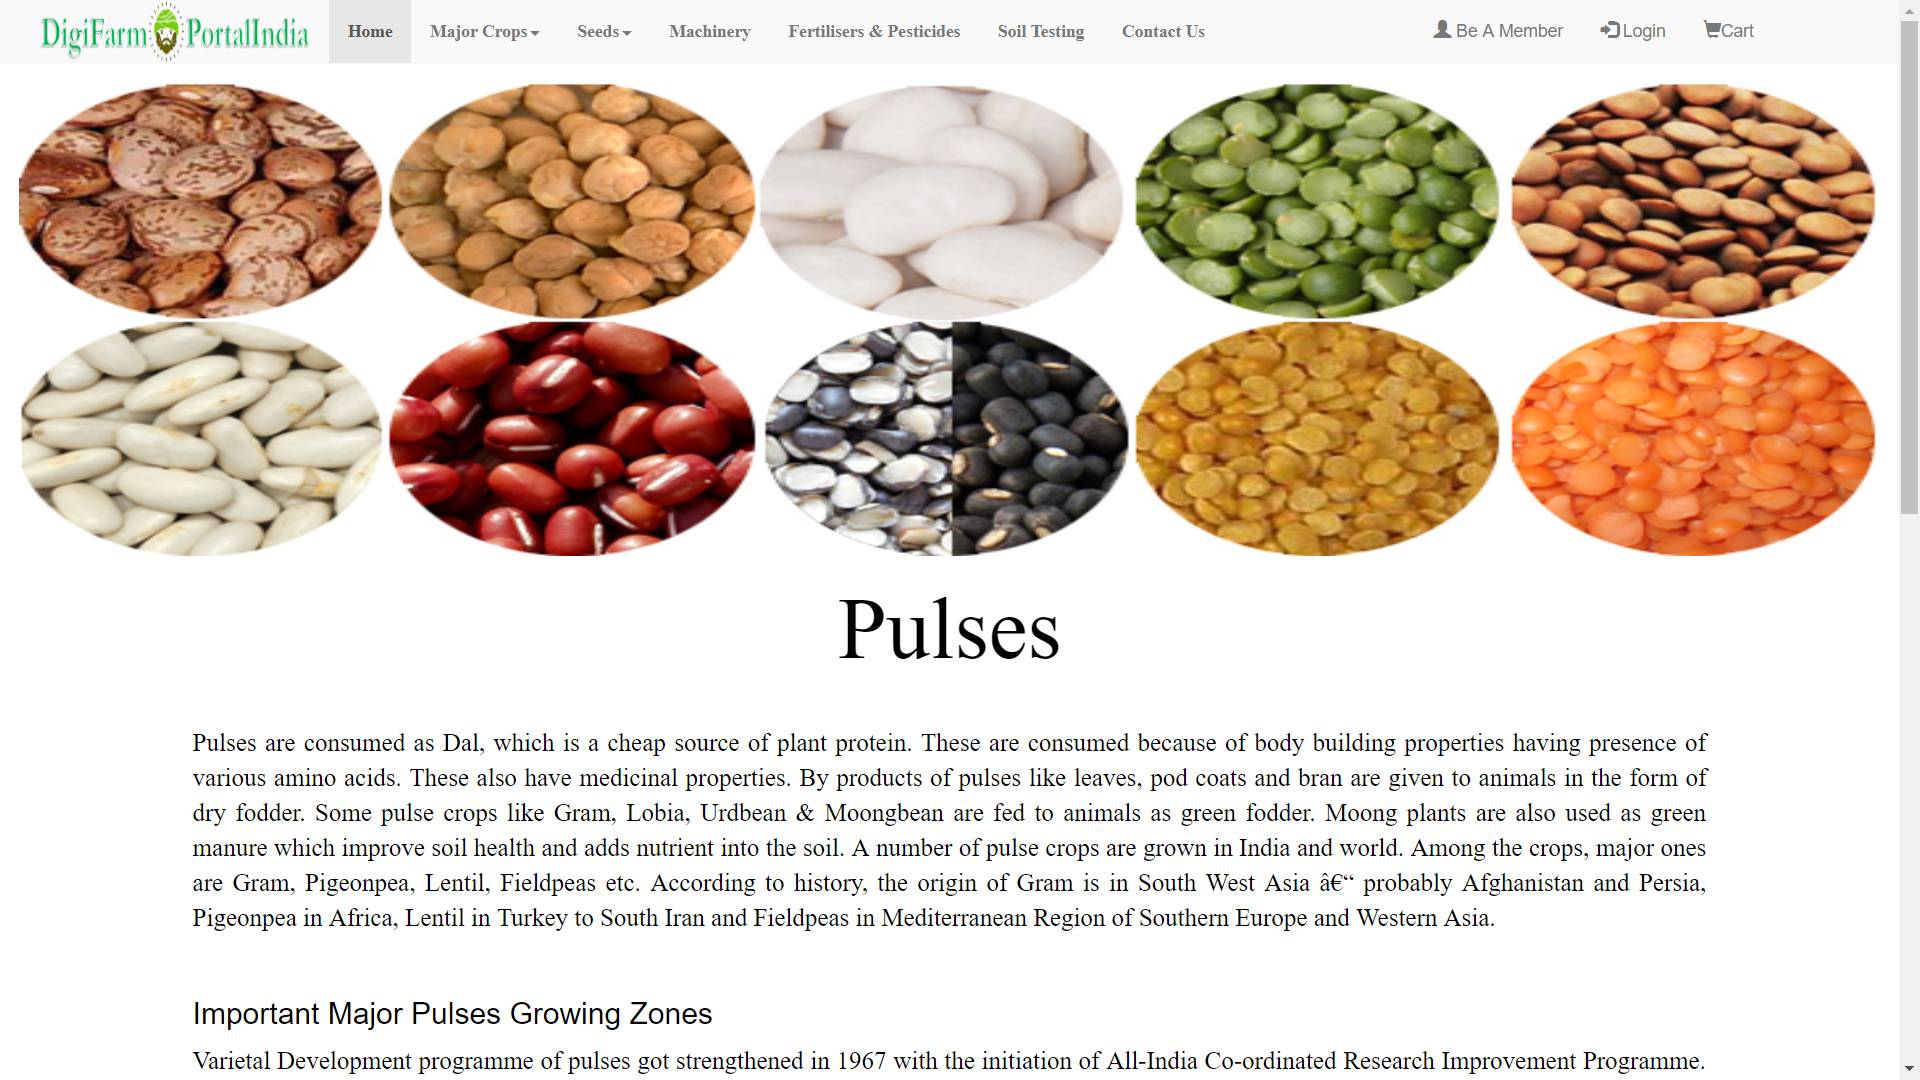 DigiFarm PortalIndia
Home
Major Crops
Seeds
Machinery
Fertilisers & Pesticides
Soil Testing
Contact Us
Be A Member
Login
Cart
Pulses
Pulses are consumed as Dal, which is a cheap source of plant protein. These are consumed because of body building properties having presence of
various amino acids. These also have medicinal properties. By products of pulses like leaves, pod coats and bran are given to animals in the form of
dry fodder. Some pulse crops like Gram, Lobia, Urdbean & Moongbean are fed to animals as green fodder. Moong plants are also used as green
manure which improve soil health and adds nutrient into the soil. A number of pulse crops are grown in India and world. Among the crops, major ones
are Gram, Pigeonpea, Lentil, Fieldpeas etc. According to history, the origin of Gram is in South West Asia â€“ probably Afghanistan and Persia,
Pigeonpea in Africa, Lentil in Turkey to South Iran and Fieldpeas in Mediterranean Region of Southern Europe and Western Asia.
Important Major Pulses Growing Zones
Varietal Development programme of pulses got strengthened in 1967 with the initiation of All-India Co-ordinated Research Improvement Programme.